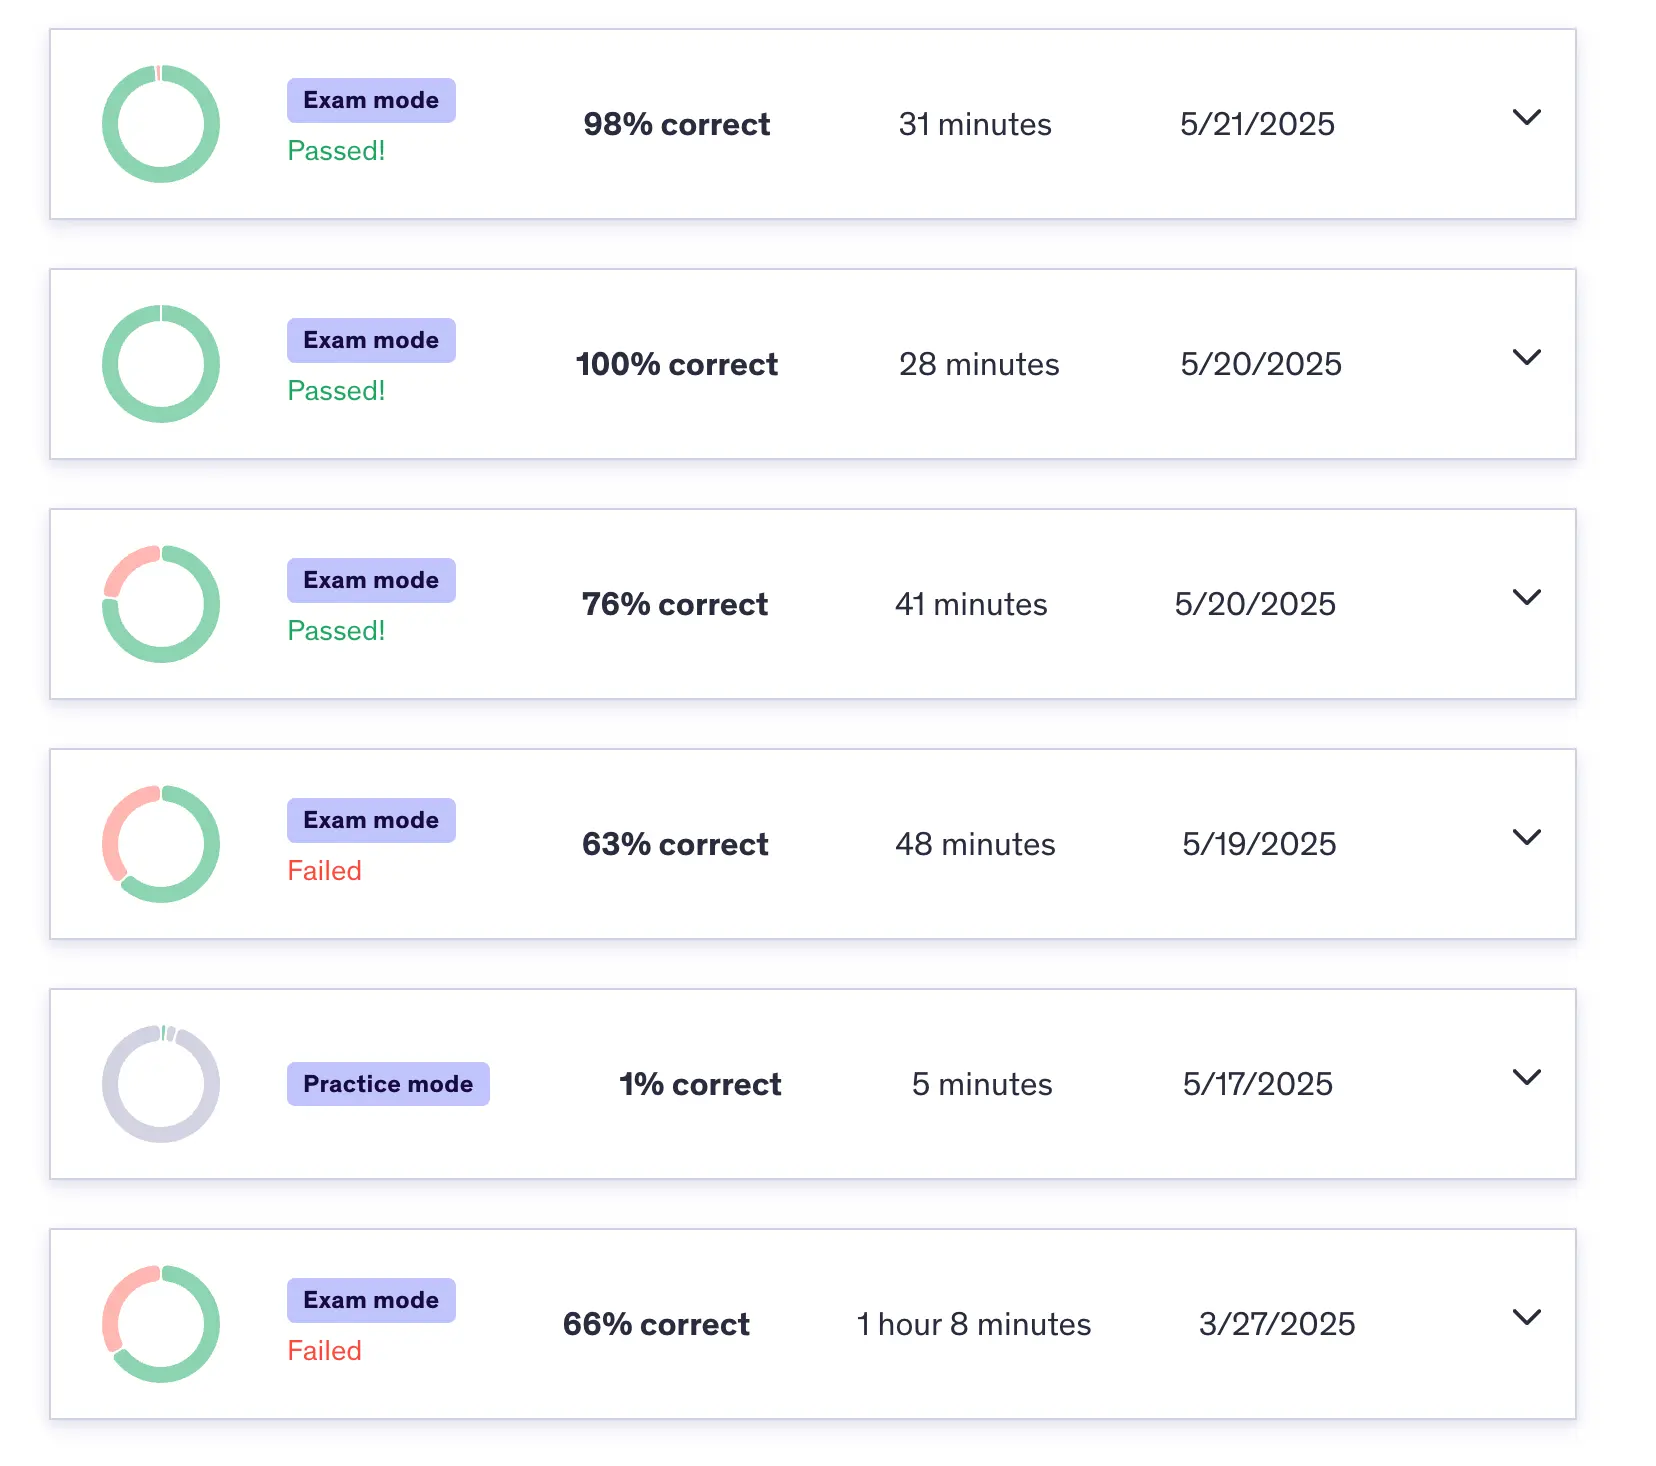 Exam mode
Passed!
98% correct
31 minutes
5/21/2025
Exam mode
Passed!
100% correct
28 minutes
5/20/2025
Exam mode
Passed!
76% correct
41 minutes
5/20/2025
Exam mode
Failed
63% correct
48 minutes
5/19/2025
Practice mode
1% correct
5 minutes
5/17/2025
Exam mode
Failed
66% correct
1 hour 8 minutes
3/27/2025